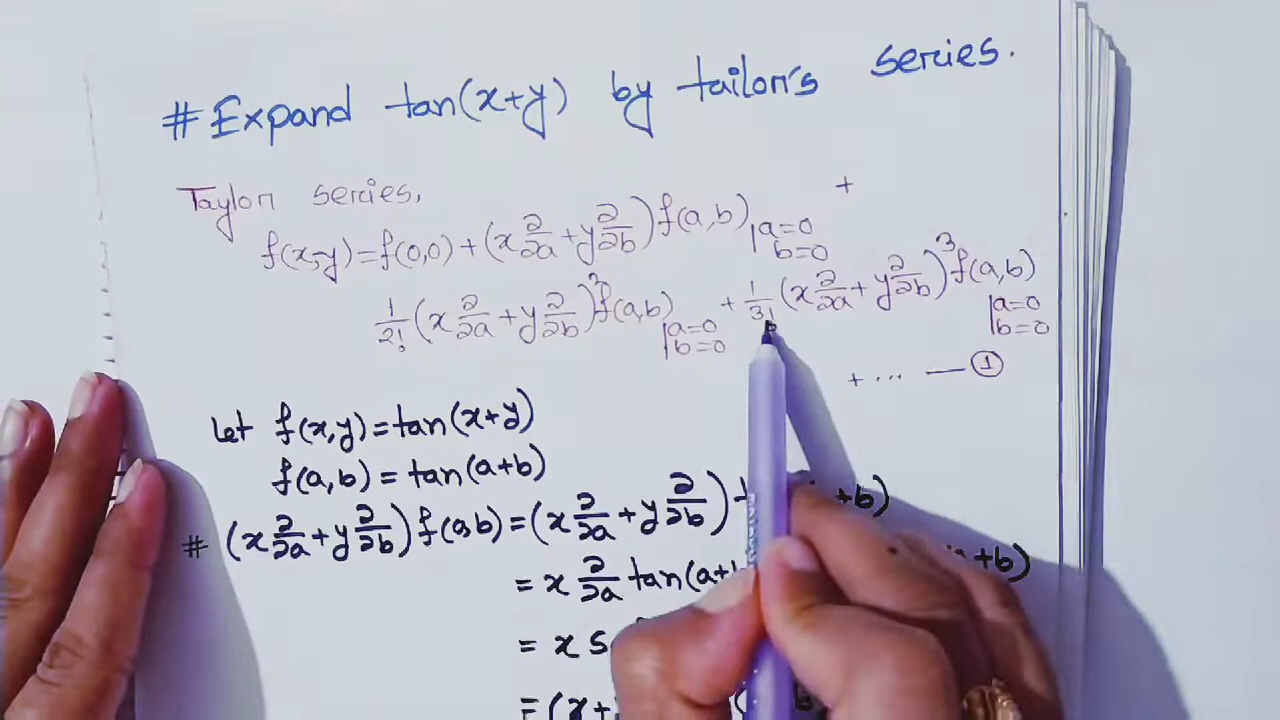 # Expand tan(x+y) by tailor's series.
Taylor series,
f(x,y)=f(0,0)+(x ∂/∂a + y ∂/∂b) f(a,b)|a=0 b=0 +
1/2! (x ∂/∂a + y ∂/∂b)² f(a,b)|a=0 b=0 + 1/3! (x ∂/∂a + y ∂/∂b)³ f(a,b)|a=0 b=0
+ ... — ①
Let f(x,y)=tan(x+y)
f(a,b) = tan(a+b)
# (x ∂/∂a + y ∂/∂b) f(a,b) = (x ∂/∂a + y ∂/∂b) +b)
= x ∂/∂a tan(a+ +b)
= x
= (x+